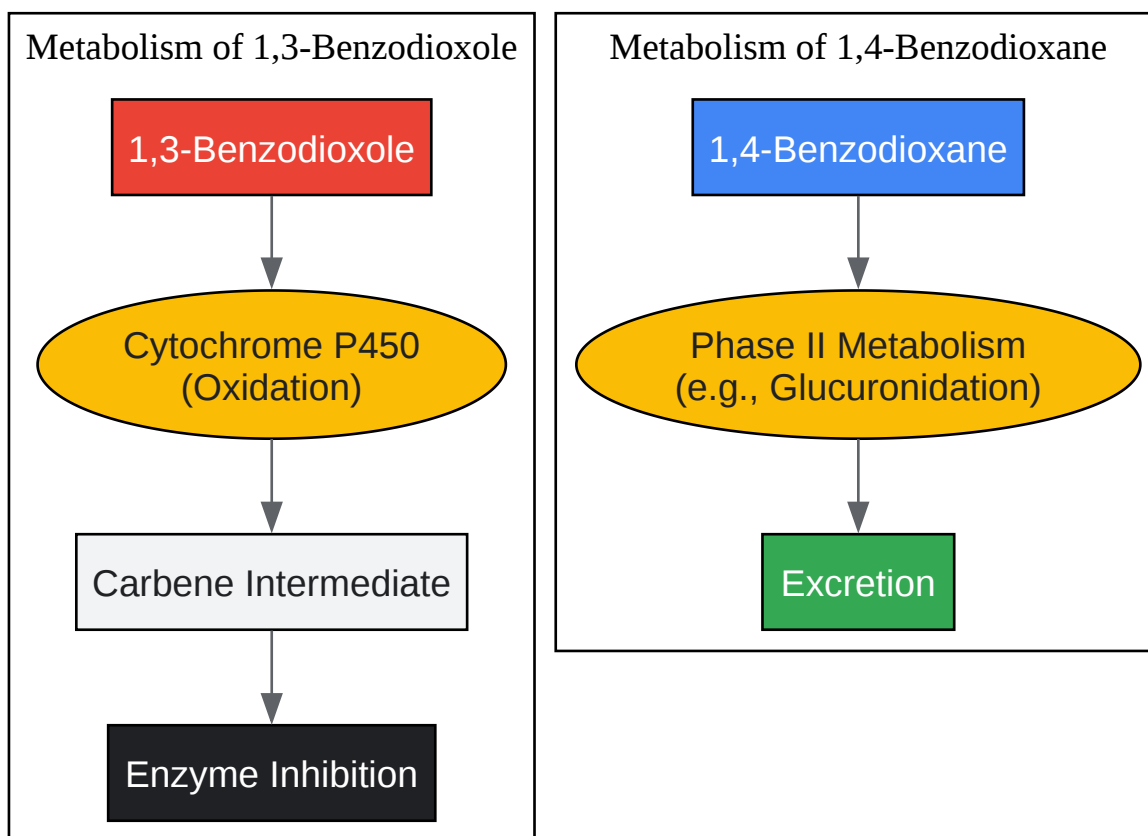 Metabolism of 1,3-Benzodioxole
1,3-Benzodioxole
Cytochrome P450
(Oxidation)
Carbene Intermediate
Enzyme Inhibition
Metabolism of 1,4-Benzodioxane
1,4-Benzodioxane
Phase II Metabolism
(e.g., Glucuronidation)
Excretion